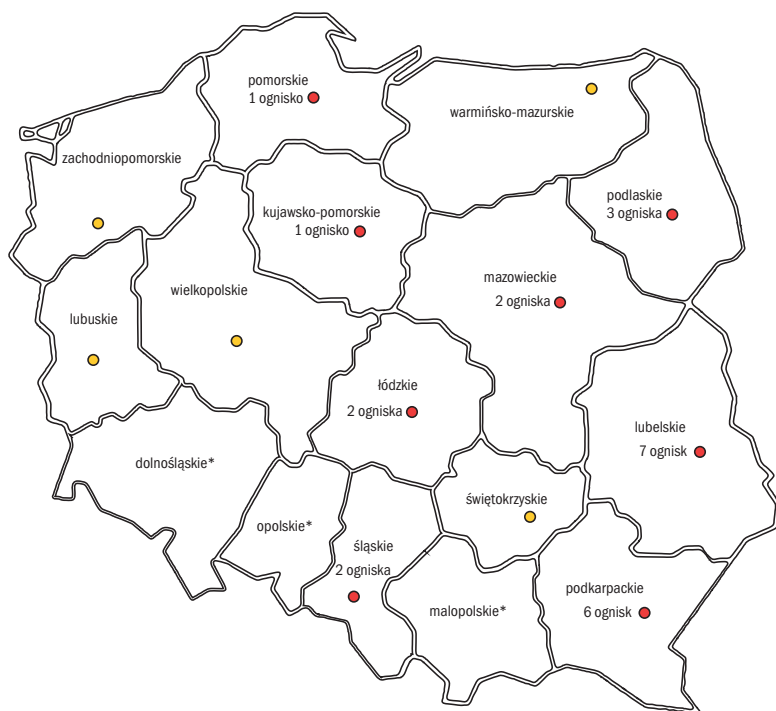 pomorskie
1 ognisko
warmińsko-mazurskie
zachodniopomorskie
podlaskie
3 ogniska
kujawsko-pomorskie
1 ognisko
mazowieckie
2 ogniska
wielkopolskie
lubuskie
łódzkie
2 ogniska
lubelskie
7 ognisk
dolnośląskie*
świętokrzyskie
opolskie*
śląskie
2 ogniska
podkarpackie
6 ognisk
malopolskie*